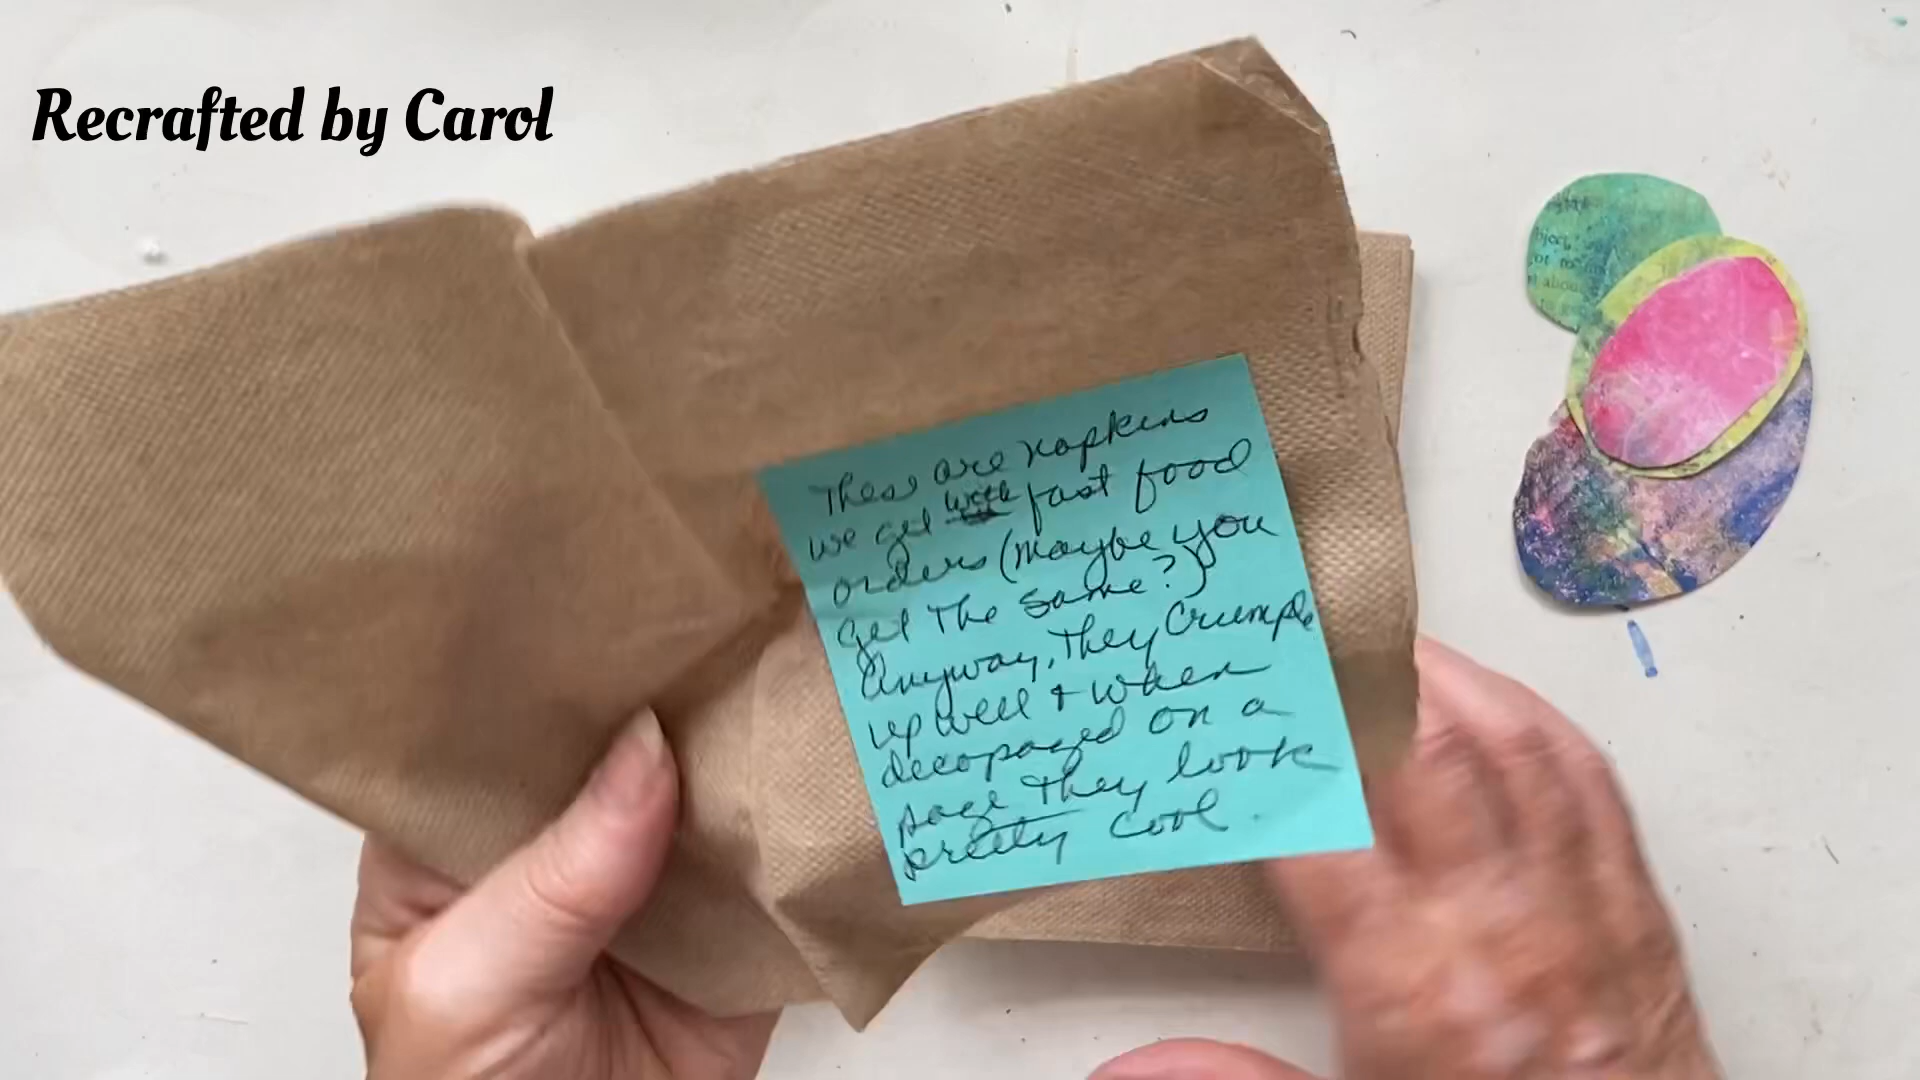 Recrafted by Carol
These are napkins
we get with fast food
orders (maybe you
get the same?)
Anyway, they crumple
up well + when
decopaged on a
page they look
pretty cool.